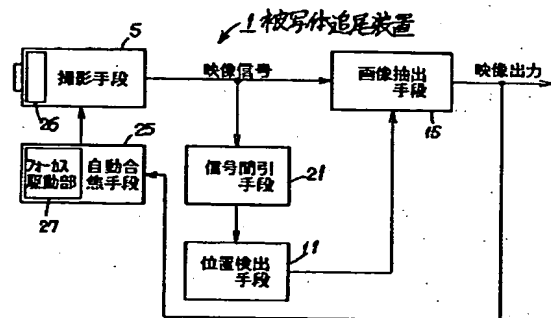 1 被写体追尾装置
5
撮影手段
26
映像信号
画像抽出
手段
15
映像出力
25
フォーカス
駆動部
27
自動合
焦手段
信号間引
手段
21
位置検出
手段
11